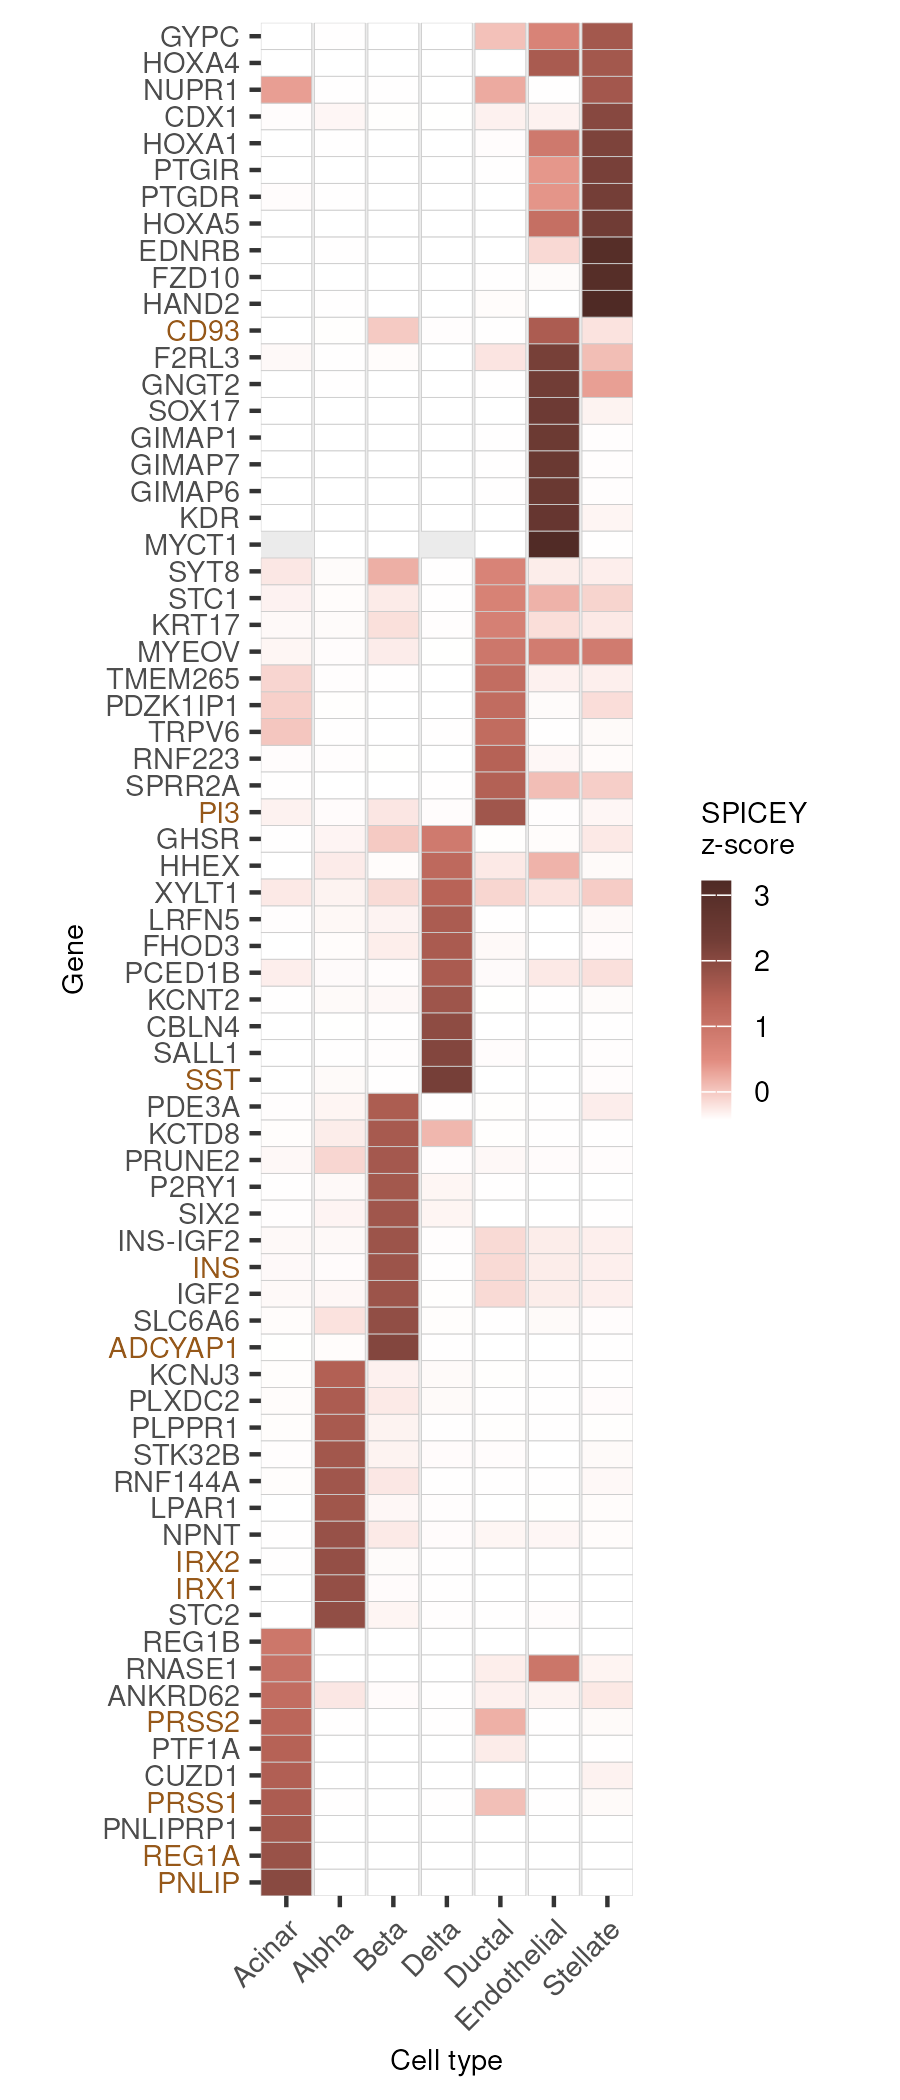 GYPC
HOXA4
NUPR1
CDX1
HOXA1
PTGIR
PTGDR
HOXA5
EDNRB
FZD10
HAND2
CD93
F2RL3
GNGT2
SOX17
GIMAP1
GIMAP7
GIMAP6
KDR
MYCT1
SYT8
STC1
KRT17
MYEOV
TMEM265
PDZK1IP1
TRPV6
RNF223
SPRR2A
PI3
GHSR
HHEX
XYLT1
LRFN5
FHOD3
PCED1B
KCNT2
CBLN4
SALL1
SST
PDE3A
KCTD8
PRUNE2
P2RY1
SIX2
INS-IGF2
INS
IGF2
SLC6A6
ADCYAP1
KCNJ3
PLXDC2
PLPPR1
STK32B
RNF144A
LPAR1
NPNT
IRX2
IRX1
STC2
REG1B
RNASE1
ANKRD62
PRSS2
PTF1A
CUZD1
PRSS1
PNLIPRP1
REG1A
PNLIP
Gene
Acinar
Alpha
Beta
Delta
Ductal
Endothelial
Stellate
Cell type
SPICEY
z-score
3
2
1
0